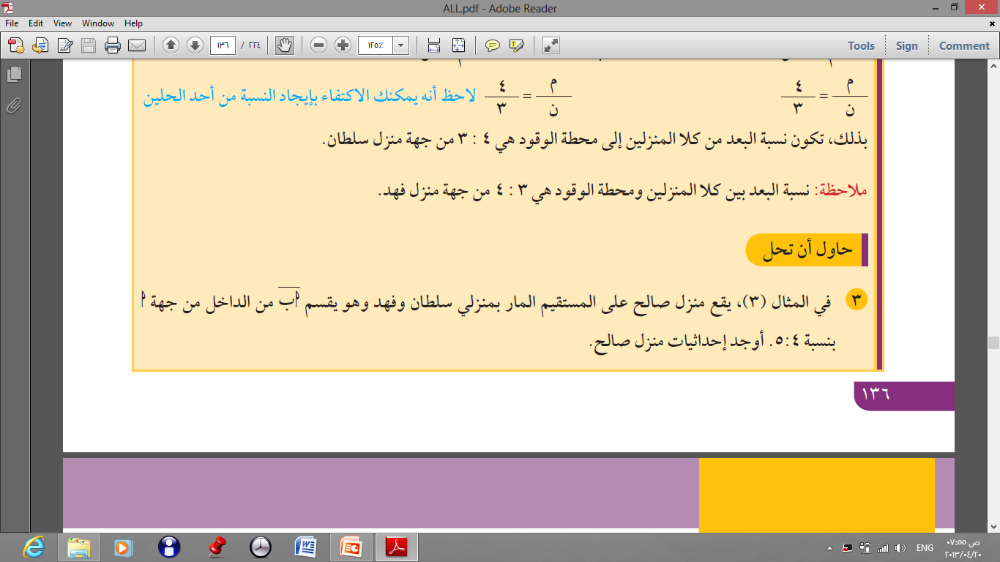 ALL.pdf - Adobe Reader
File Edit View Window Help
١٣٦ / ٢٢٤ ١٢٥٪ Tools Sign Comment
م/ن = ٤/٣ م/ن = ٤/٣ لاحظ أنه يمكنك الاكتفاء بإيجاد النسبة من أحد الحلين
بذلك، تكون نسبة البعد من كلا المنزلين إلى محطة الوقود هي ٤ : ٣ من جهة منزل سلطان.
ملاحظة: نسبة البعد بين كلا المنزلين ومحطة الوقود هي ٣ : ٤ من جهة منزل فهد.
حاول أن تحل
٣ في المثال (٣)، يقع منزل صالح على المستقيم المار بمنزلي سلطان وفهد وهو يقسم أب من الداخل من جهة أ
بنسبة ٥:٤. أوجد إحداثيات منزل صالح.
١٣٦
ENG ٠٧:٥٥ ص
٢٠١٣/٠٤/٢٠